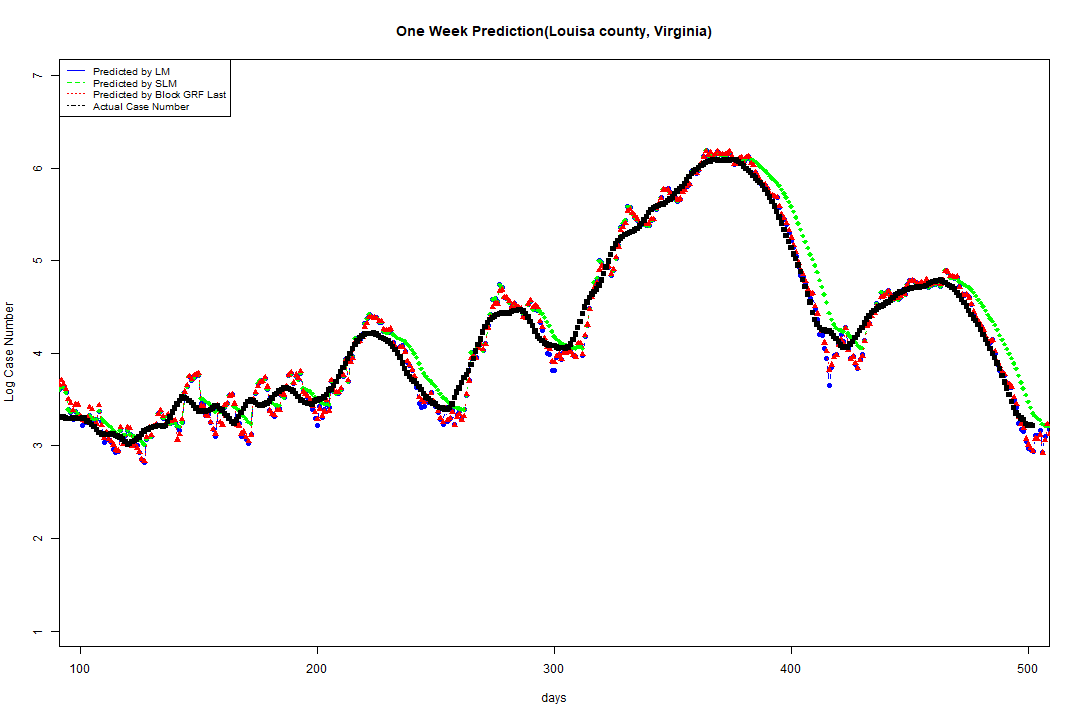 One Week Prediction(Louisa county, Virginia)
Predicted by LM
Predicted by SLM
Predicted by Block GRF Last
Actual Case Number
7
6
5
4
3
2
1
Log Case Number
100 200 300 400 500
days